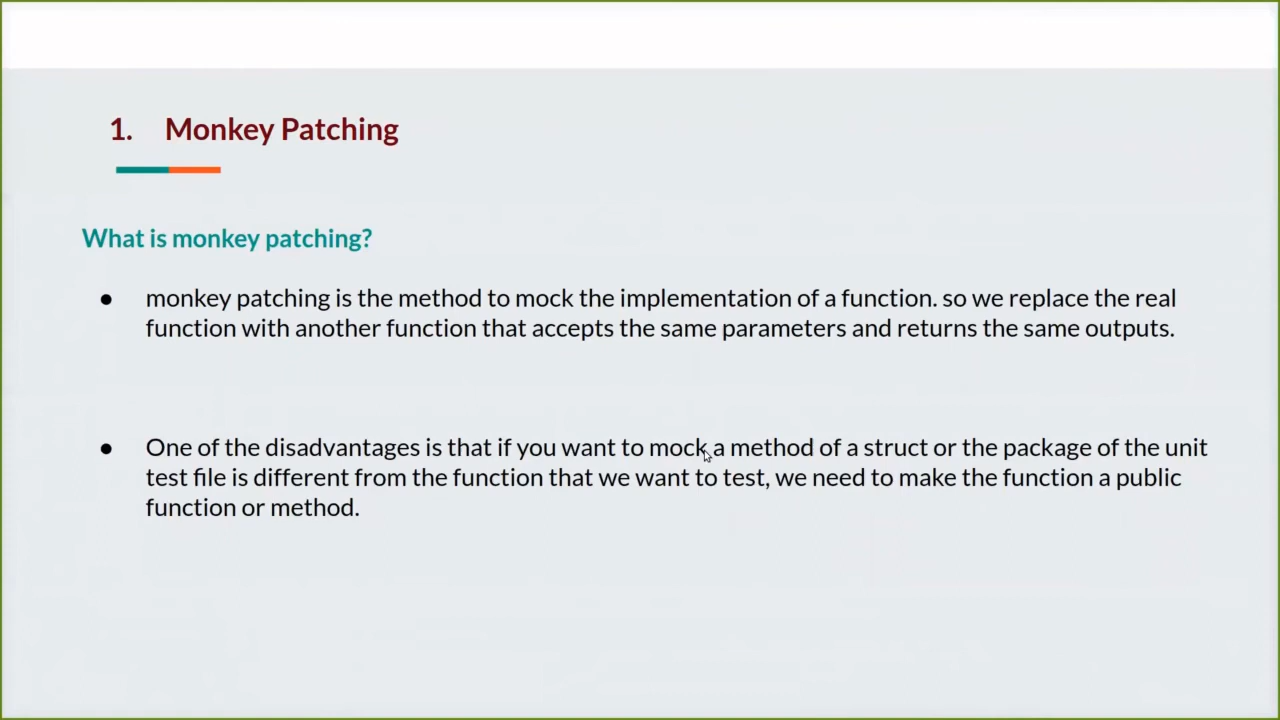 1. Monkey Patching
What is monkey patching?
● monkey patching is the method to mock the implementation of a function. so we replace the real
function with another function that accepts the same parameters and returns the same outputs.
● One of the disadvantages is that if you want to mock a method of a struct or the package of the unit
test file is different from the function that we want to test, we need to make the function a public
function or method.